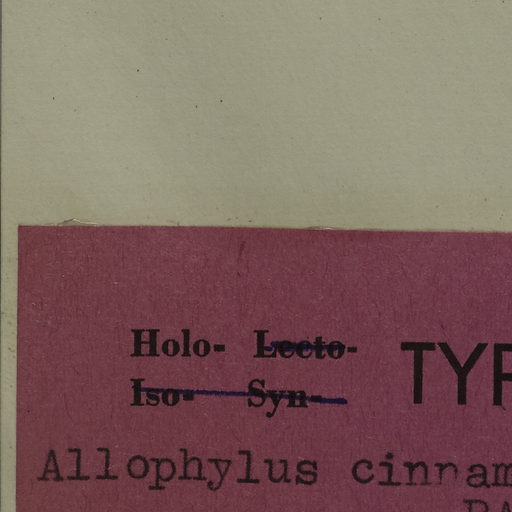 Holo- Lecto- TYP
Iso- Syn-
Allophylus cinnam